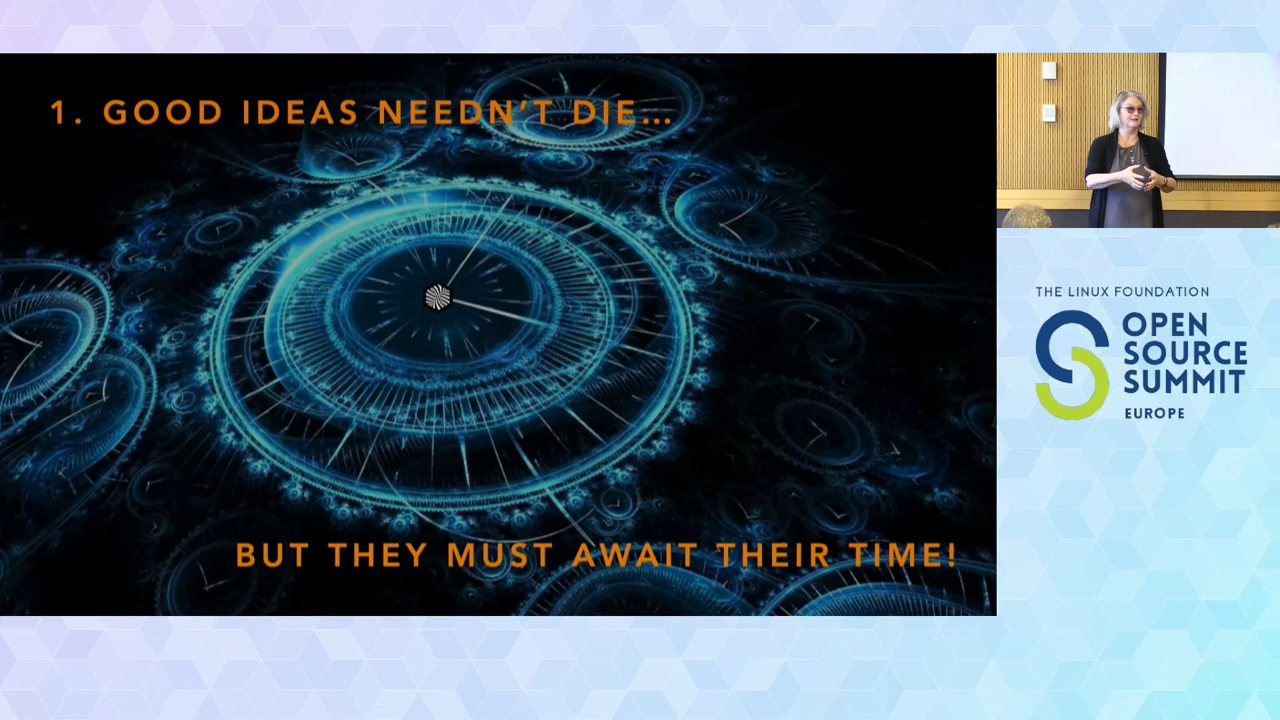 1. GOOD IDEAS NEEDN'T DIE...
BUT THEY MUST AWAIT THEIR TIME!
THE LINUX FOUNDATION
OPEN
SOURCE
SUMMIT
EUROPE